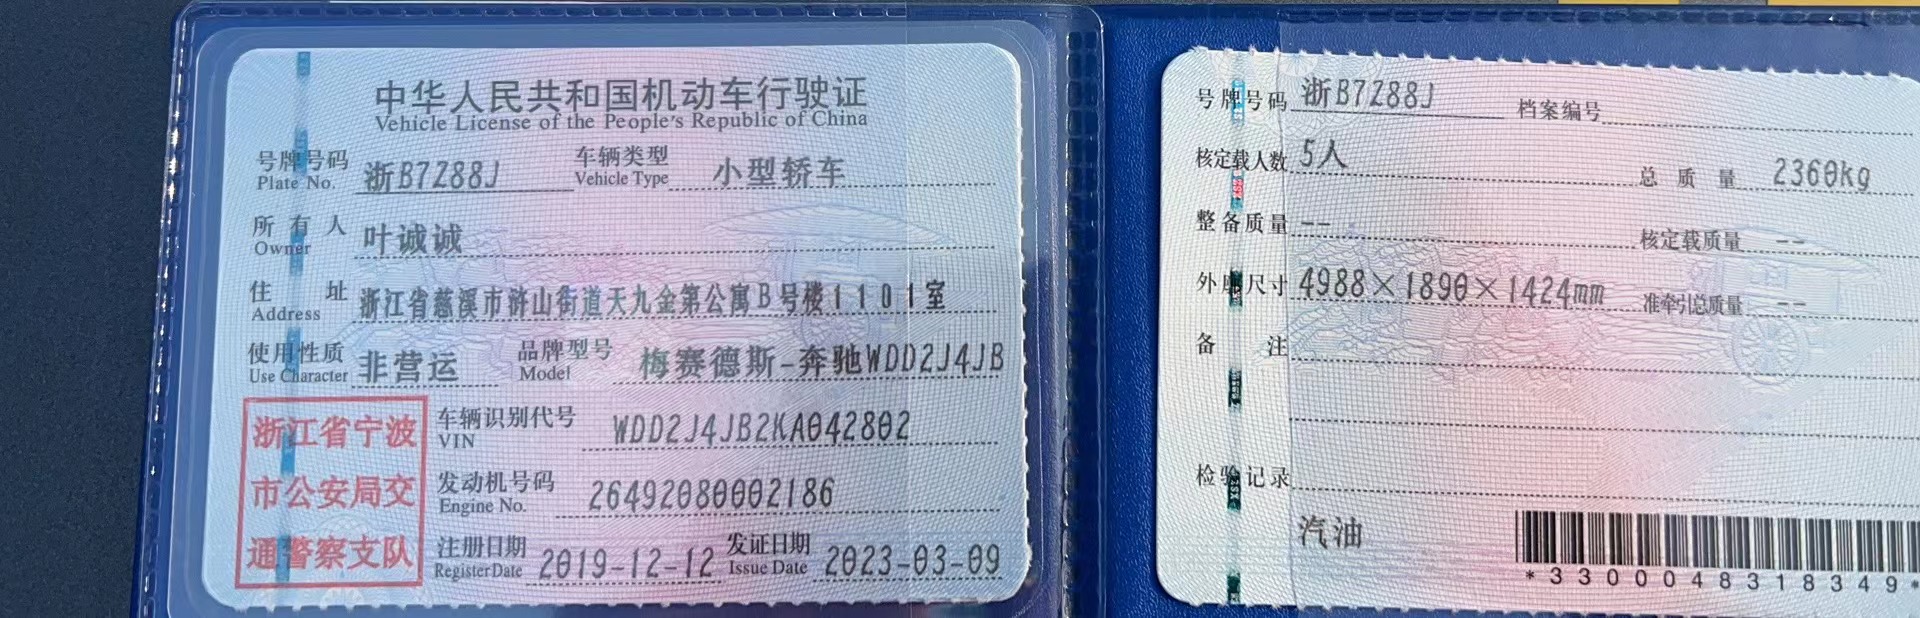 中华人民共和国机动车行驶证
Vehicle License of the People's Republic of China
号牌号码 浙B7Z88J 车辆类型 小型轿车
Plate No. Vehicle Type
所有人 叶诚诚
Owner
住址 浙江省慈溪市浒山街道天九金第公寓B号楼1101室
Address
使用性质 非营运 品牌型号 梅赛德斯-奔驰WDD2J4JB
Use Character Model
浙江省宁波
市公安局交
通警察支队
车辆识别代号 WDD2J4JB2KA042802
VIN
发动机号码 26492080002186
Engine No.
注册日期 2019-12-12 发证日期 2023-03-09
Register Date Issue Date
号牌号码 浙B7Z88J 档案编号
核定载人数 5人 总质量 2360kg
整备质量 -- 核定载质量 --
外廓尺寸 4988×1890×1424mm 准牵引总质量 --
备注
检验记录
汽油
*3300048318349*